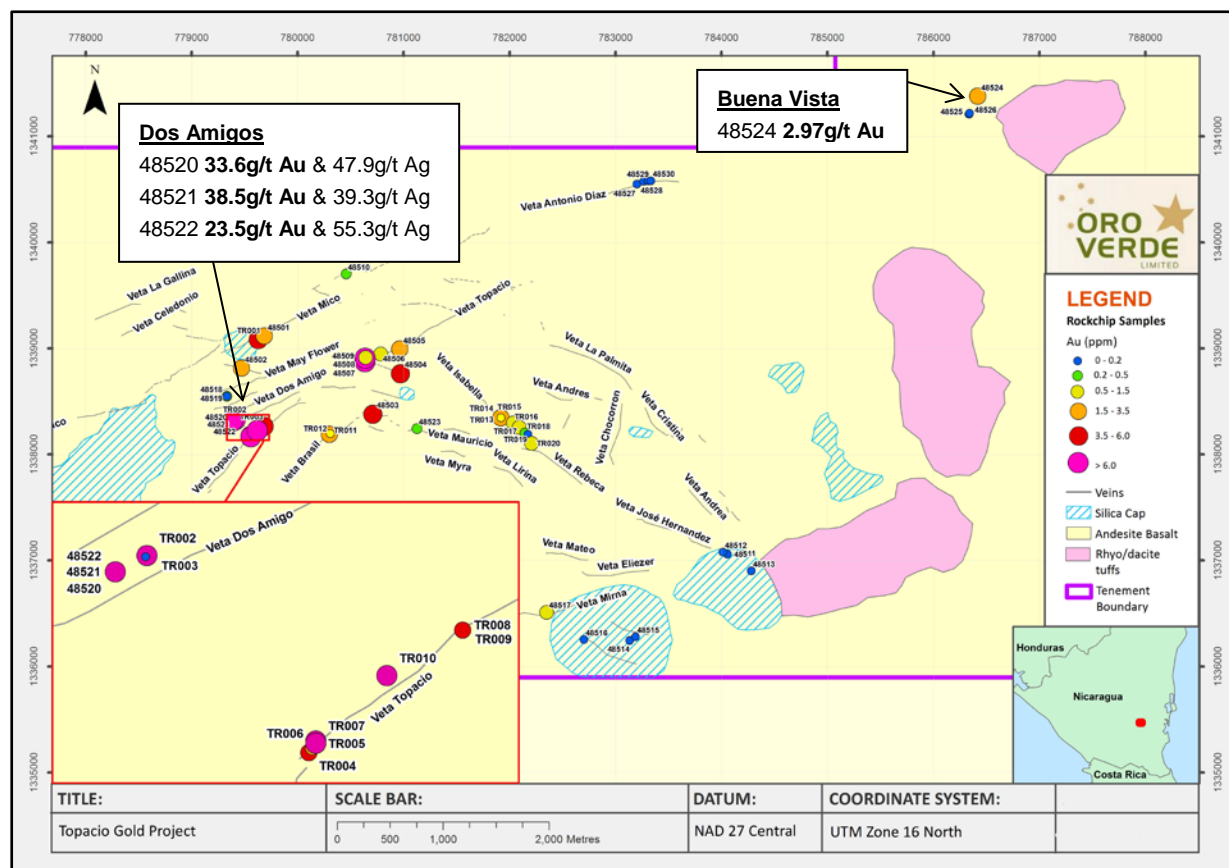 778000 779000 780000 781000 782000 783000 784000 785000 786000 787000 788000
N
Dos Amigos
48520 33.6g/t Au & 47.9g/t Ag
48521 38.5g/t Au & 39.3g/t Ag
48522 23.5g/t Au & 55.3g/t Ag
Buena Vista
48524 2.97g/t Au
48524
48525
48526
1341000
1341000
48529
48530
48527
48528
Veta Antonio Diaz
ORO
VERDE
LIMITED
1340000
1340000
48510
Veta La Gallina
Veta Celedonio
Veta Mico
Veta Topacio
TR001
48501
48502
48505
48509
48508
48507
48506
48504
1339000
1339000
Veta May Flower
Veta Dos Amigo
Veta Isabella
Veta La Palmita
Veta Andres
Veta Chocorron
Veta Cristina
48518
48519
TR002
48522
48503
48523
TR014
TR015
TR013
TR016
TR017
TR018
TR019
TR020
TR012
TR011
ico
1338000
1338000
Veta Topacio
Veta Brasil
Veta Mauricio
Veta Myra
Veta Lirina
Veta Rebeca
Veta Andrea
Veta José Hernandez
48512
48511
48513
Veta Mateo
Veta Eliezer
Veta Mirna
48517
48516
48515
48514
1337000
1337000
1336000
1336000
1335000
1335000
Veta Dos Amigo
TR002
TR003
48522
48521
48520
TR008
TR009
TR010
Veta Topacio
TR007
TR006
TR005
TR004
LEGEND
Rockchip Samples
Au (ppm)
0 - 0.2
0.2 - 0.5
0.5 - 1.5
1.5 - 3.5
3.5 - 6.0
> 6.0
Veins
Silica Cap
Andesite Basalt
Rhyo/dacite
tuffs
Tenement
Boundary
Honduras
Nicaragua
Costa Rica
TITLE:
Topacio Gold Project
SCALE BAR:
0 500 1,000 2,000 Metres
DATUM:
NAD 27 Central
COORDINATE SYSTEM:
UTM Zone 16 North